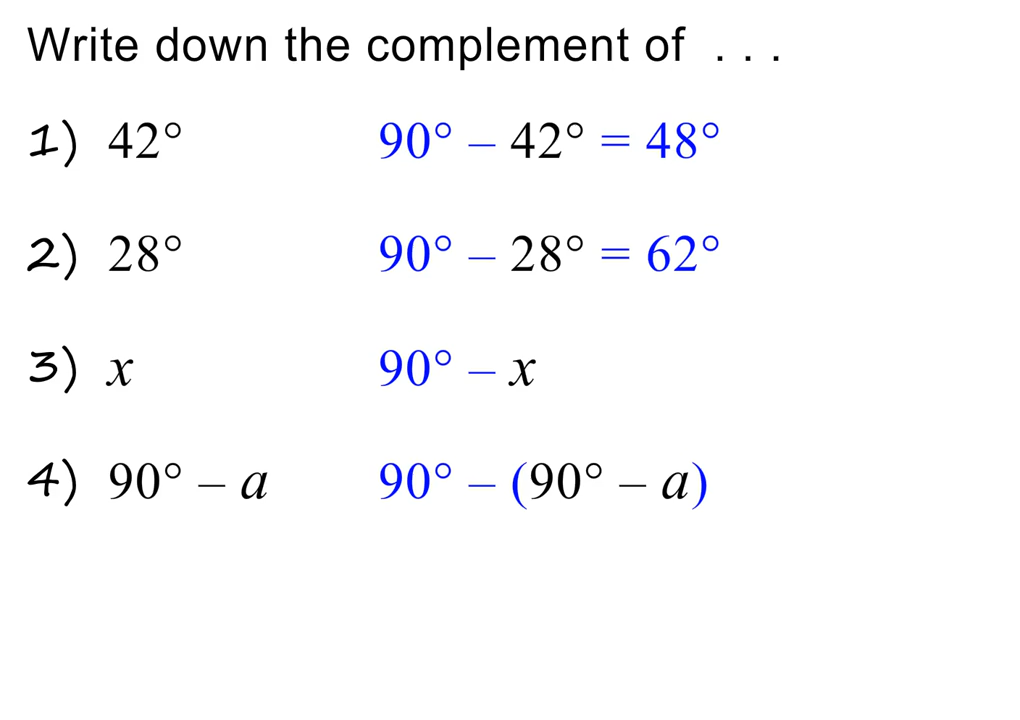 Write down the complement of . . .
1) 42° 90° – 42° = 48°
2) 28° 90° – 28° = 62°
3) x 90° – x
4) 90° – a 90° – (90° – a)